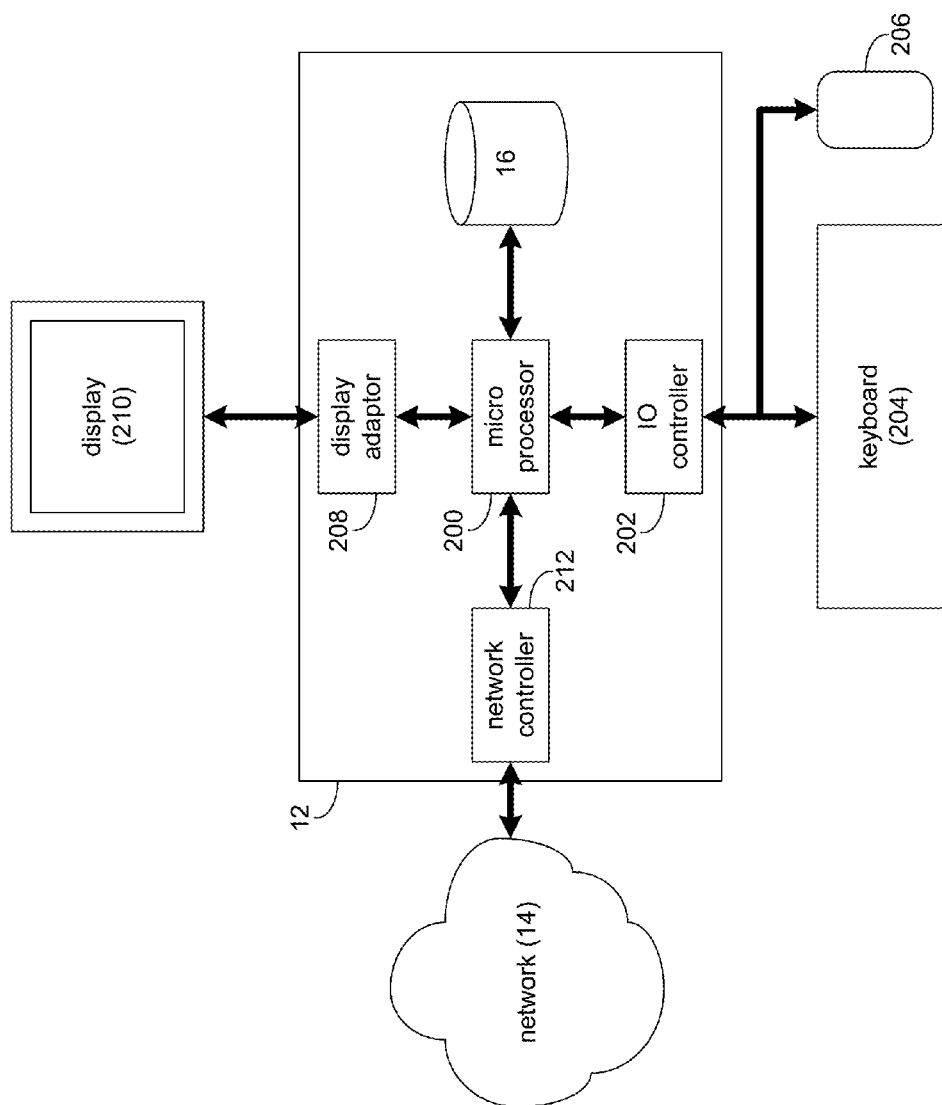 display
(210)
display
adaptor
208
micro
processor
200
16
IO
controller
202
network
controller
212
12
network (14)
keyboard
(204)
206